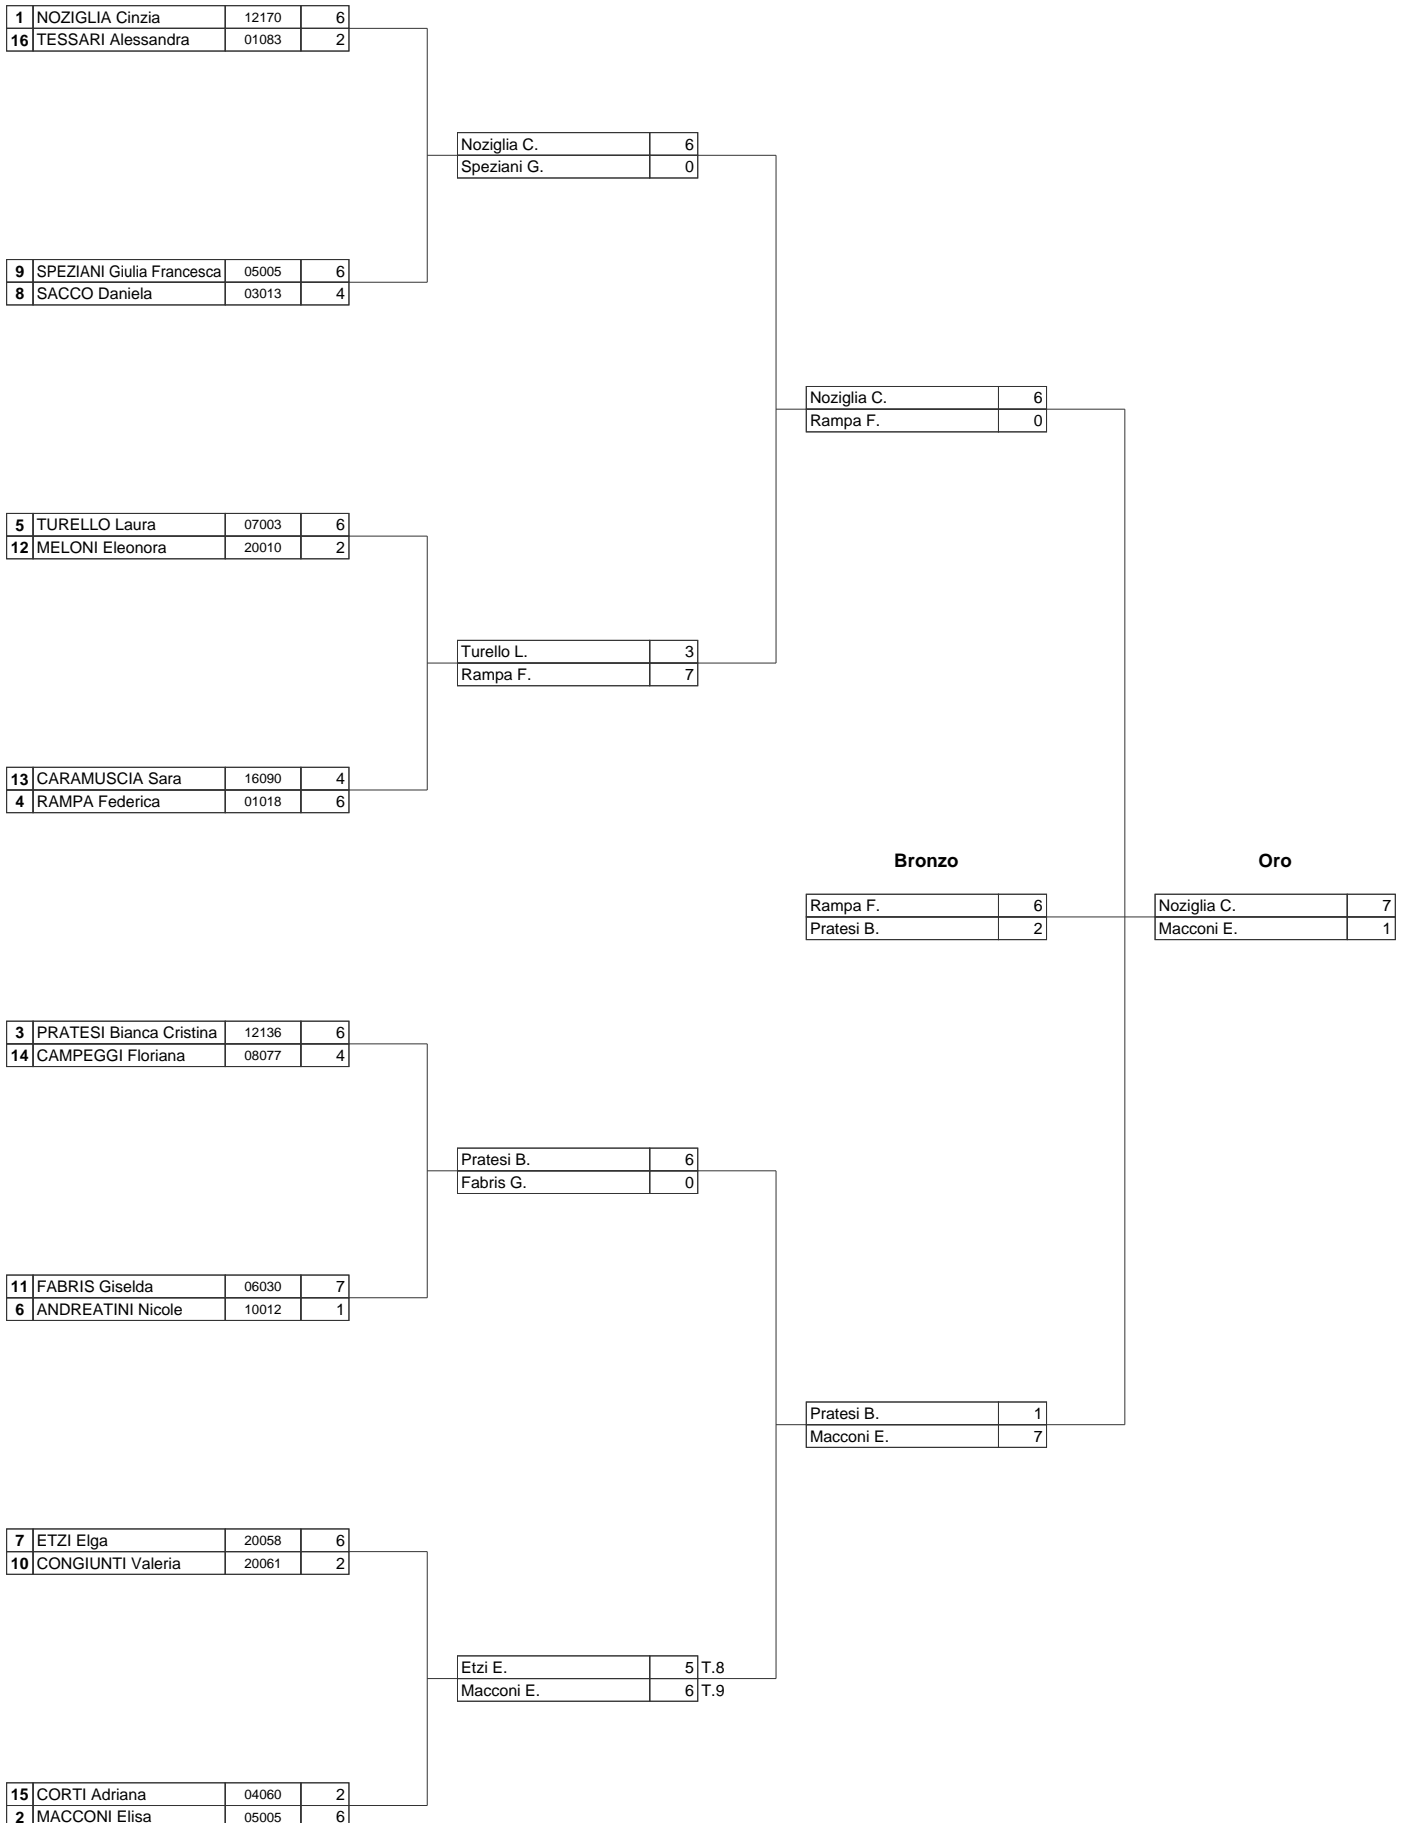 1 NOZIGLIA Cinzia 12170 6
16 TESSARI Alessandra 01083 2
Noziglia C. 6
Speziani G. 0
9 SPEZIANI Giulia Francesca 05005 6
8 SACCO Daniela 03013 4
Noziglia C. 6
Rampa F. 0
5 TURELLO Laura 07003 6
12 MELONI Eleonora 20010 2
Turello L. 3
Rampa F. 7
13 CARAMUSCIA Sara 16090 4
4 RAMPA Federica 01018 6
Bronzo Oro
Rampa F. 6 Noziglia C. 7
Pratesi B. 2 Macconi E. 1
3 PRATESI Bianca Cristina 12136 6
14 CAMPEGGI Floriana 08077 4
Pratesi B. 6
Fabris G. 0
11 FABRIS Giselda 06030 7
6 ANDREATINI Nicole 10012 1
Pratesi B. 1
Macconi E. 7
7 ETZI Elga 20058 6
10 CONGIUNTI Valeria 20061 2
Etzi E. 5 T.8
Macconi E. 6 T.9
15 CORTI Adriana 04060 2
2 MACCONI Elisa 05005 6